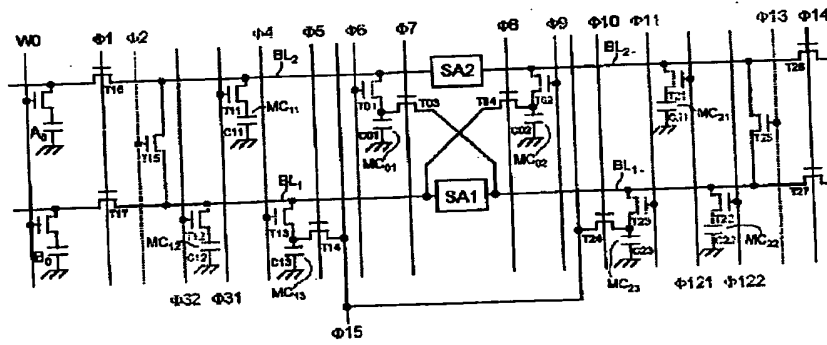 W0 Φ1 Φ2 Φ4 Φ5 Φ6 Φ7 Φ8 Φ9 Φ10 Φ11 Φ13 Φ14
BL2 SA2 BL2-
T16 T11 T01 T03 T04 T02 T21 T26
A0 C11 MC11 C01 C02 C21 MC21
T15 MC01 MC02 T25
BL1 SA1 BL1-
T17 T12 T13 T14 T24 T23 T22 T27
B0 MC12 C12 C13 C23 C22 MC22
MC13 MC23
Φ32 Φ31 Φ121 Φ122
Φ15